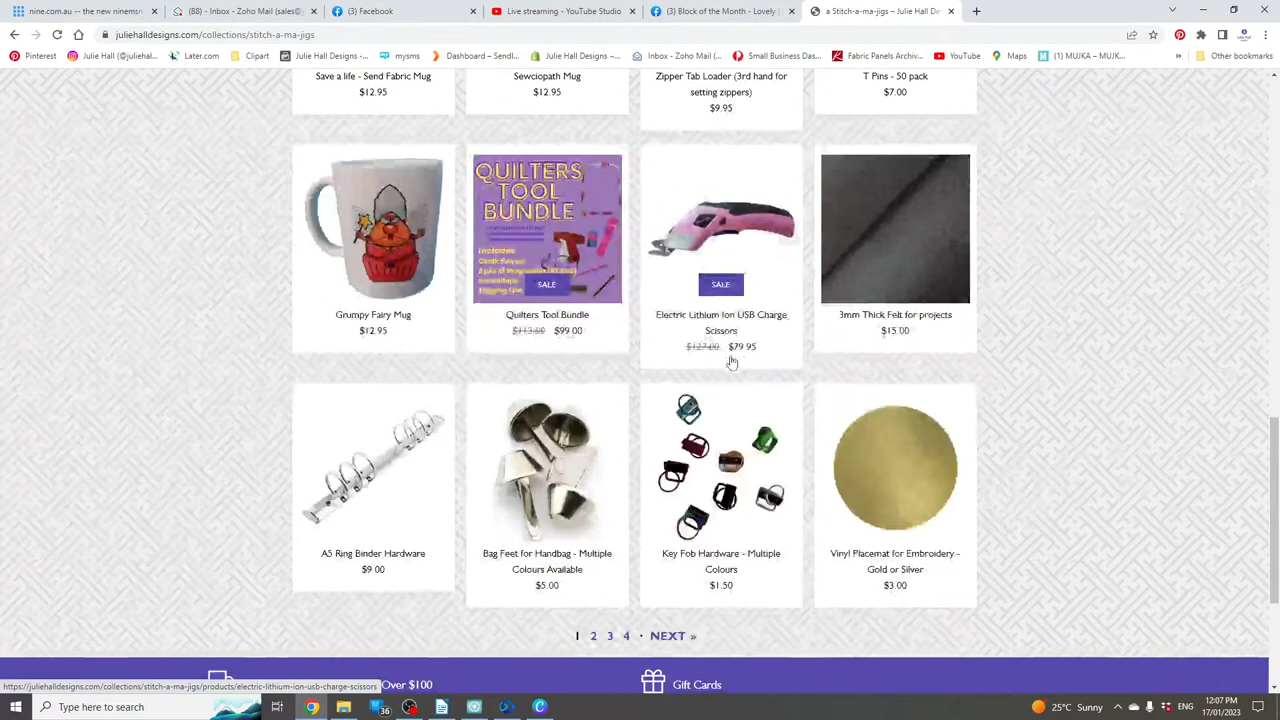 nine.com.au -- the new ninemsn
(88) - Inbox - Zoho Mail (sales@
(3) Facebook
Live streaming - YouTube Studio
(3) Block of the Month - Lovely
a Stitch-a-ma-jigs – Julie Hall De
juliehalldesigns.com/collections/stitch-a-ma-jigs
Pinterest
Julie Hall (@julieha...
Later.com
Clipart
Julie Hall Designs -...
mysms
Dashboard – Sendl...
Julie Hall Designs ~...
Inbox - Zoho Mail (...
Small Business Das...
Fabric Panels Archiv...
YouTube
Maps
(1) MUJKA – MUJK...
Other bookmarks
Save a life - Send Fabric Mug
$12.95
Sewciopath Mug
$12.95
Zipper Tab Loader (3rd hand for
setting zippers)
$9.95
T Pins - 50 pack
$7.00
QUILTERS
TOOL
BUNDLE
SALE
SALE
Grumpy Fairy Mug
$12.95
Quilters Tool Bundle
$113.00 $99.00
Electric Lithium Ion USB Charge
Scissors
$127.00 $79.95
3mm Thick Felt for projects
$15.00
A5 Ring Binder Hardware
$9.00
Bag Feet for Handbag - Multiple
Colours Available
$5.00
Key Fob Hardware - Multiple
Colours
$1.50
Vinyl Placemat for Embroidery -
Gold or Silver
$3.00
1 2 3 4 · NEXT »
Over $100
Gift Cards
https://juliehalldesigns.com/collections/stitch-a-ma-jigs/products/electric-lithium-ion-usb-charge-scissors
Type here to search
36
25°C Sunny
ENG
12:07 PM
17/01/2023